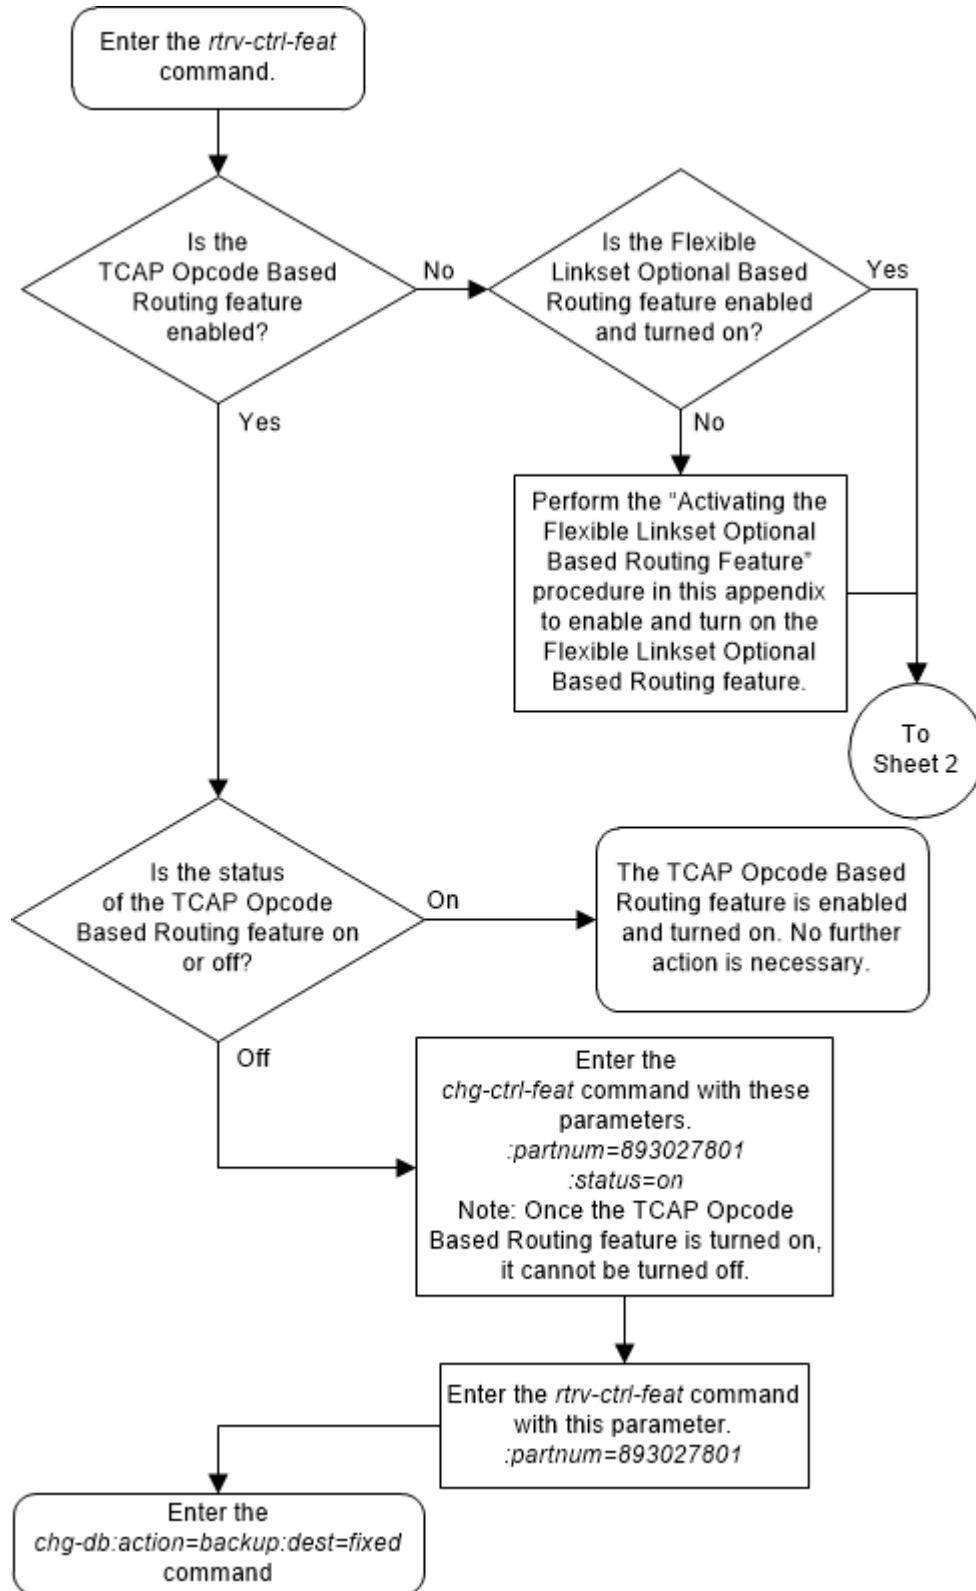 Enter the rtrv-ctrl-feat
command.
Is the
TCAP Opcode Based
Routing feature
enabled?
No
Is the Flexible
Linkset Optional Based
Routing feature enabled
and turned on?
Yes
Yes
No
Perform the "Activating the
Flexible Linkset Optional
Based Routing Feature"
procedure in this appendix
to enable and turn on the
Flexible Linkset Optional
Based Routing feature.
To
Sheet 2
Is the status
of the TCAP Opcode
Based Routing feature on
or off?
On
The TCAP Opcode Based
Routing feature is enabled
and turned on. No further
action is necessary.
Off
Enter the
chg-ctrl-feat command with these
parameters.
:partnum=893027801
:status=on
Note: Once the TCAP Opcode
Based Routing feature is turned on,
it cannot be turned off.
Enter the rtrv-ctrl-feat command
with this parameter.
:partnum=893027801
Enter the
chg-db:action=backup:dest=fixed
command